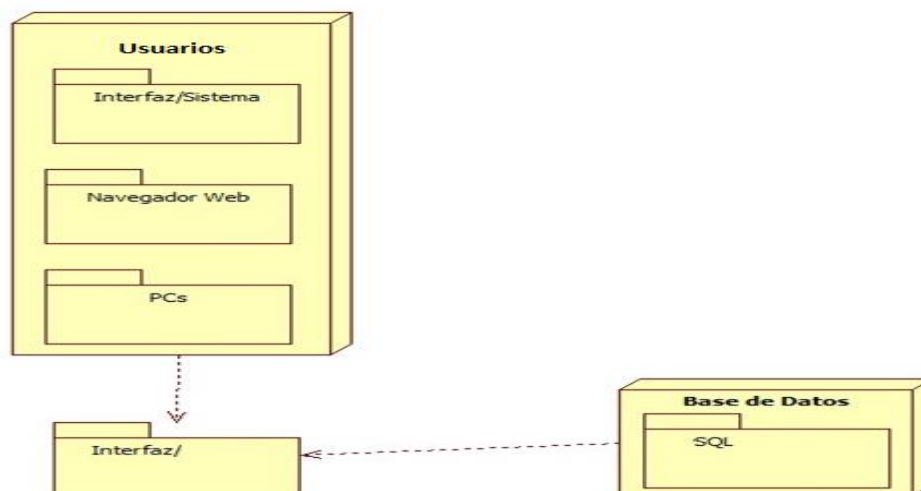 Usuarios
Interfaz/Sistema
Navegador Web
PCs
Base de Datos
SQL
Interfaz/